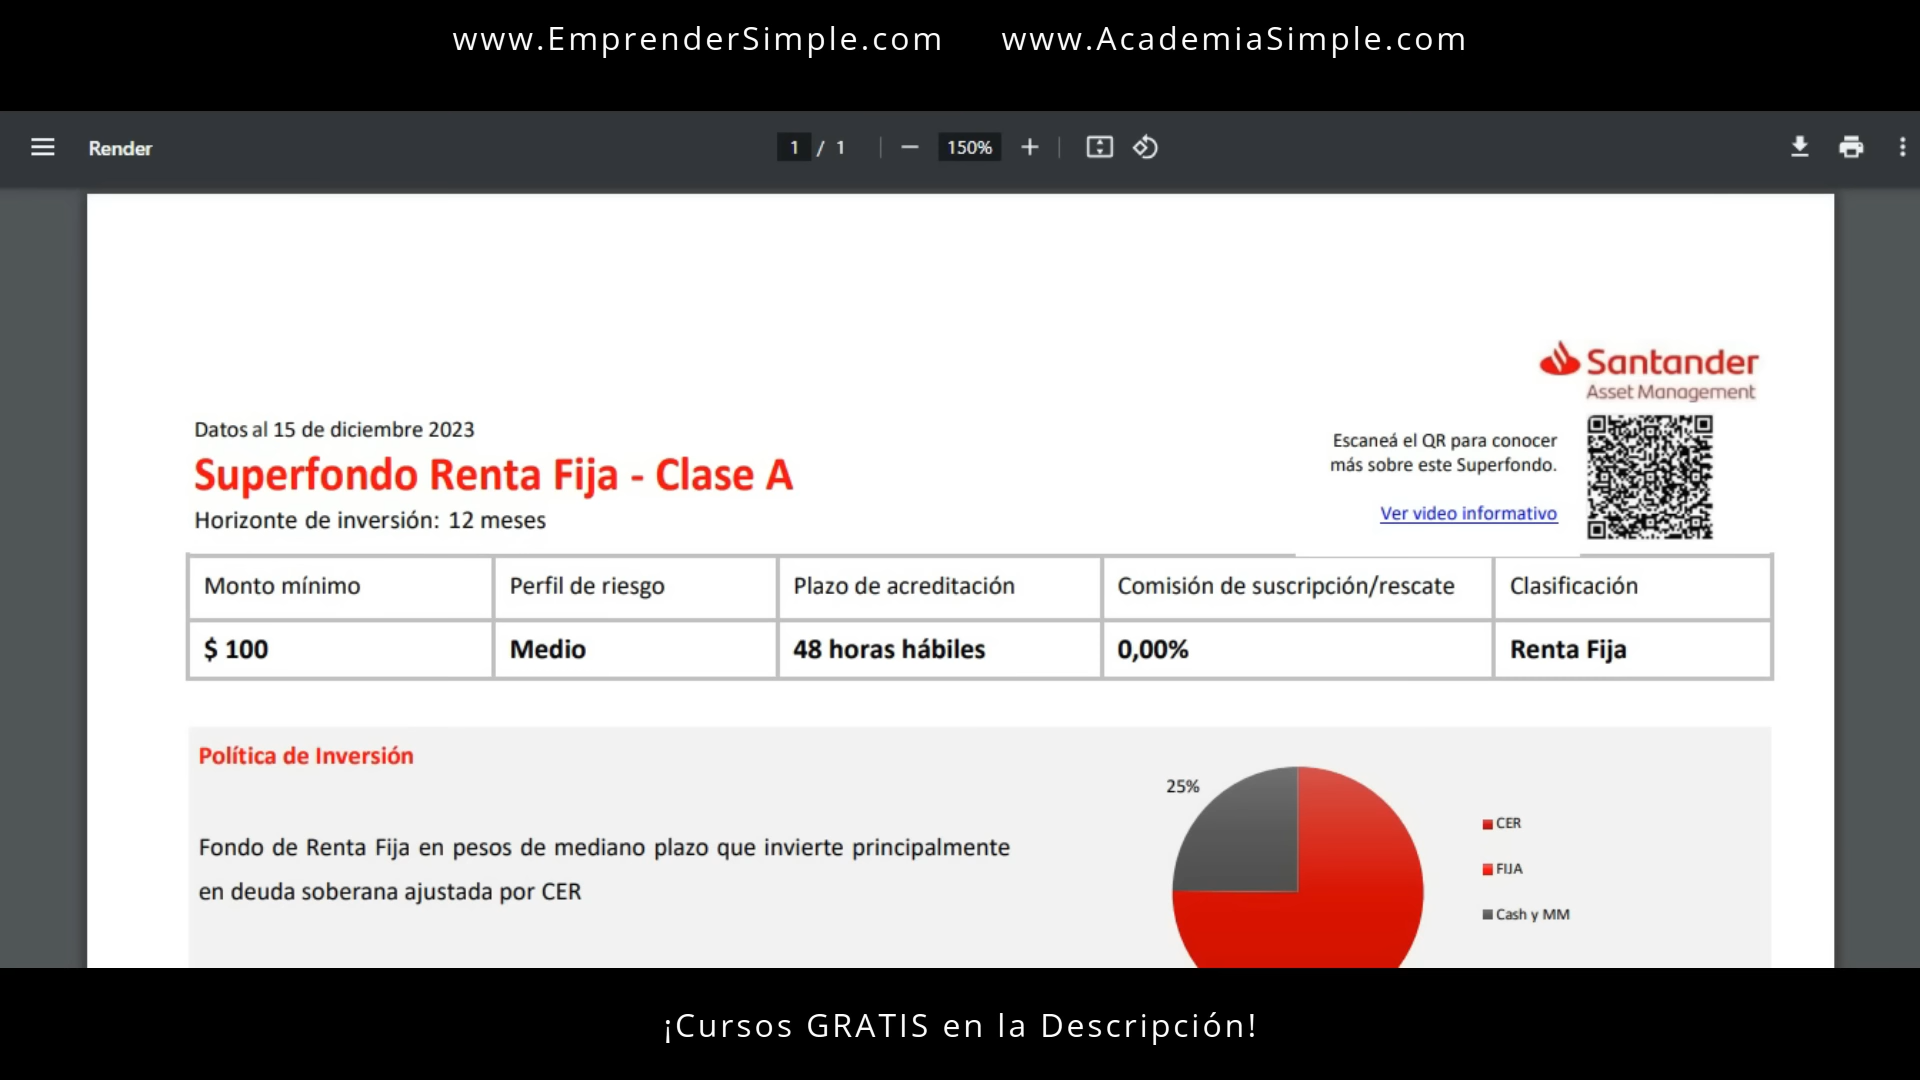 www.EmprenderSimple.com www.AcademiaSimple.com
Render
1 / 1
150%
Santander
Asset Management
Datos al 15 de diciembre 2023
Superfondo Renta Fija - Clase A
Horizonte de inversión: 12 meses
Escaneá el QR para conocer
más sobre este Superfondo.
Ver video informativo
Monto mínimo Perfil de riesgo Plazo de acreditación Comisión de suscripción/rescate Clasificación
$ 100 Medio 48 horas hábiles 0,00% Renta Fija
Política de Inversión
Fondo de Renta Fija en pesos de mediano plazo que invierte principalmente
en deuda soberana ajustada por CER
25%
CER
FIJA
Cash y MM
¡Cursos GRATIS en la Descripción!